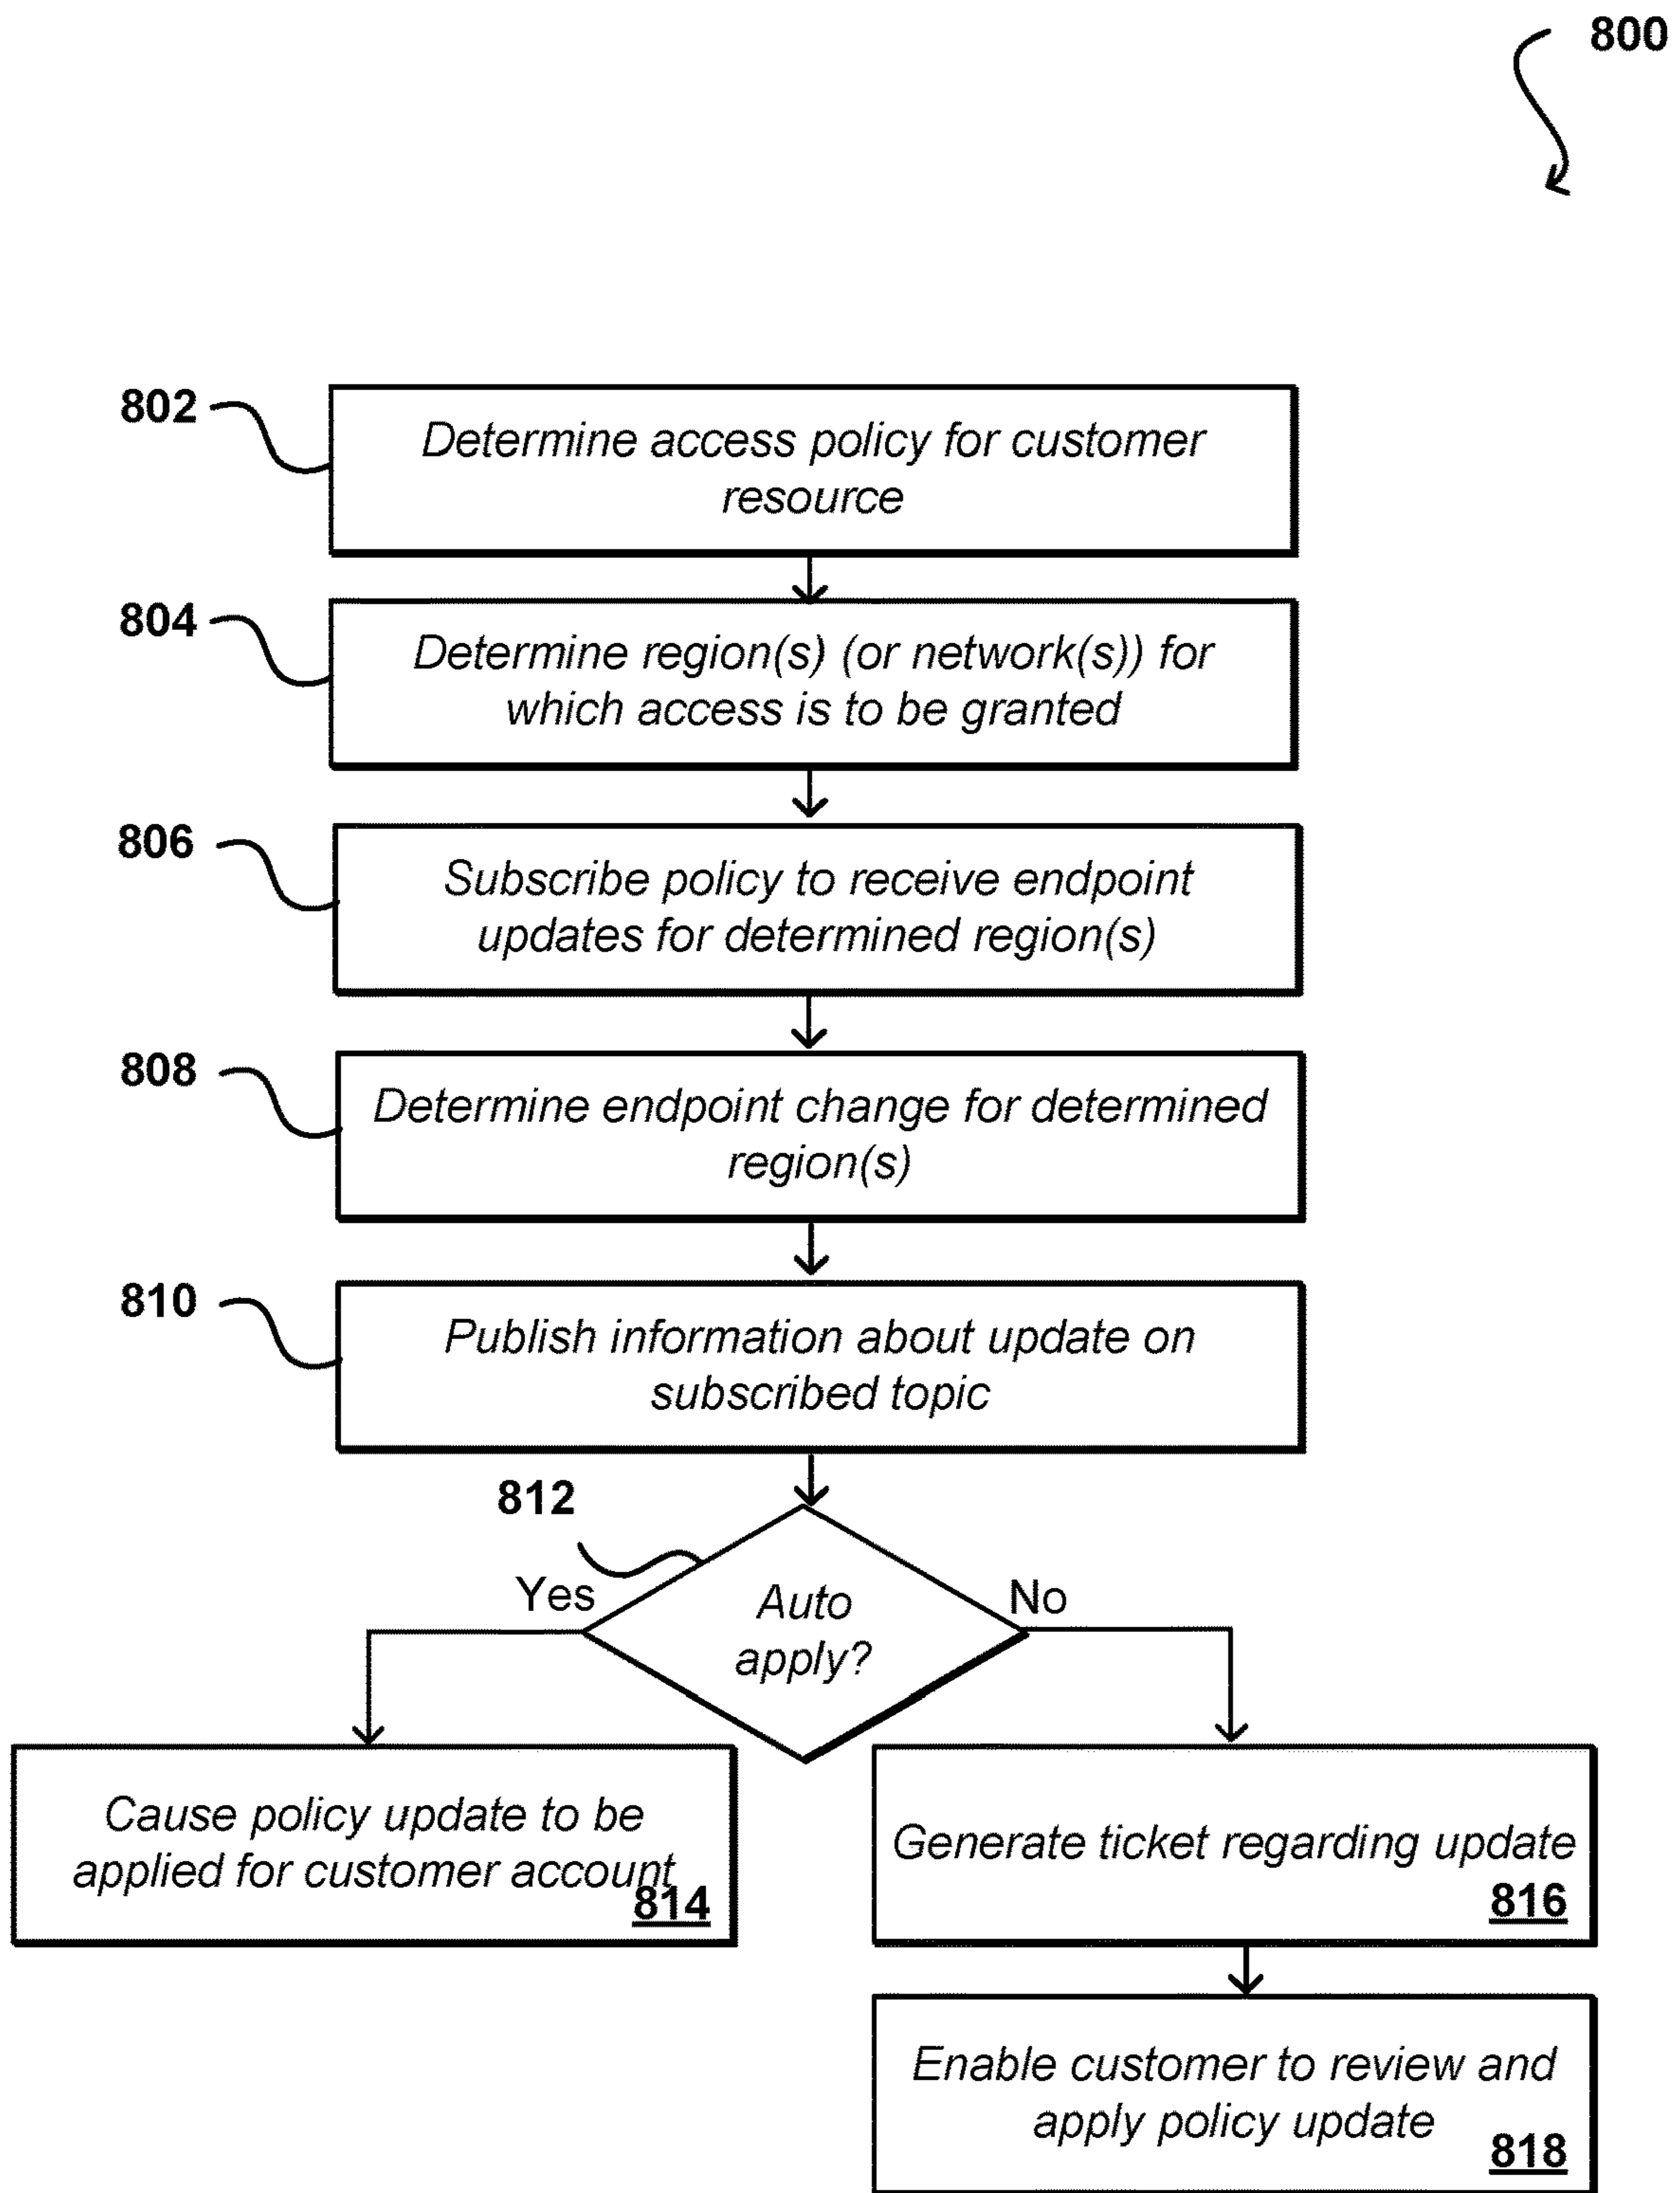 800
802
Determine access policy for customer
resource
804
Determine region(s) (or network(s)) for
which access is to be granted
806
Subscribe policy to receive endpoint
updates for determined region(s)
808
Determine endpoint change for determined
region(s)
810
Publish information about update on
subscribed topic
812
Yes
Auto
apply?
No
Cause policy update to be
applied for customer account
814
Generate ticket regarding update
816
Enable customer to review and
apply policy update
818